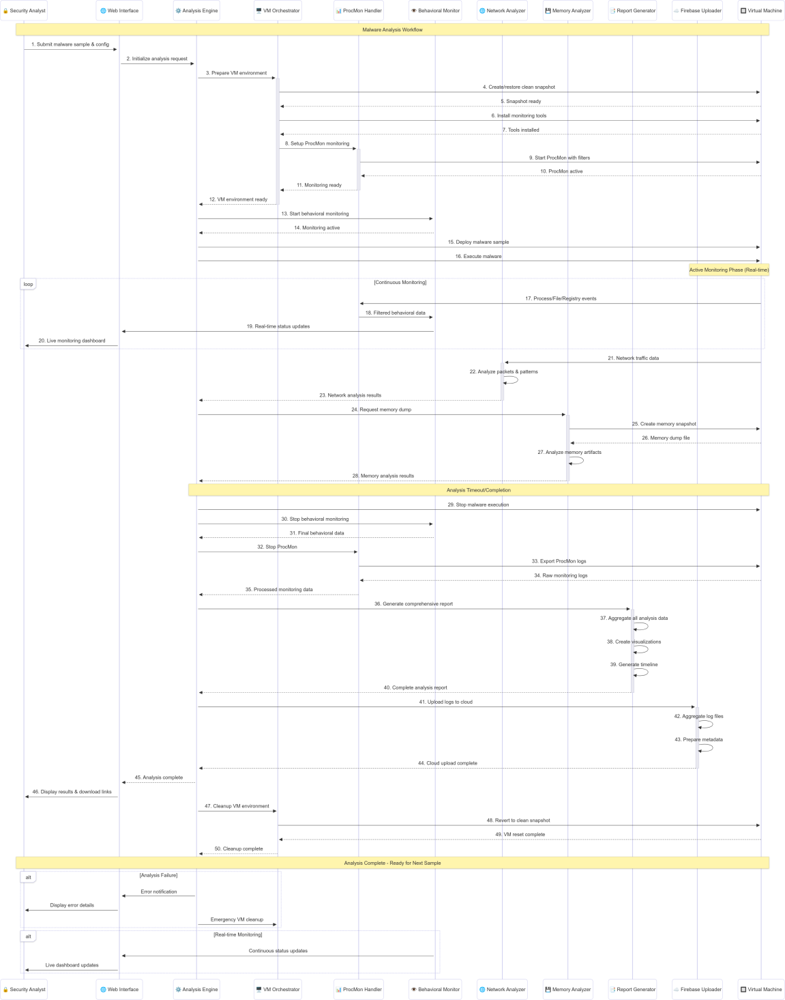 🔒 Security Analyst
🌐 Web Interface
⚙️ Analysis Engine
🖥️ VM Orchestrator
📊 ProcMon Handler
👁️ Behavioral Monitor
🌐 Network Analyzer
💾 Memory Analyzer
📑 Report Generator
☁️ Firebase Uploader
🔲 Virtual Machine
Malware Analysis Workflow
1. Submit malware sample & config
2. Initialize analysis request
3. Prepare VM environment
4. Create/restore clean snapshot
5. Snapshot ready
6. Install monitoring tools
7. Tools installed
8. Setup ProcMon monitoring
9. Start ProcMon with filters
10. ProcMon active
11. Monitoring ready
12. VM environment ready
13. Start behavioral monitoring
14. Monitoring active
15. Deploy malware sample
16. Execute malware
Active Monitoring Phase (Real-time)
loop
[Continuous Monitoring]
17. Process/File/Registry events
18. Filtered behavioral data
19. Real-time status updates
20. Live monitoring dashboard
21. Network traffic data
22. Analyze packets & patterns
23. Network analysis results
24. Request memory dump
25. Create memory snapshot
26. Memory dump file
27. Analyze memory artifacts
28. Memory analysis results
Analysis Timeout/Completion
29. Stop malware execution
30. Stop behavioral monitoring
31. Final behavioral data
32. Stop ProcMon
33. Export ProcMon logs
34. Raw monitoring logs
35. Processed monitoring data
36. Generate comprehensive report
37. Aggregate all analysis data
38. Create visualizations
39. Generate timeline
40. Complete analysis report
41. Upload logs to cloud
42. Aggregate log files
43. Prepare metadata
44. Cloud upload complete
45. Analysis complete
46. Display results & download links
47. Cleanup VM environment
48. Revert to clean snapshot
49. VM reset complete
50. Cleanup complete
Analysis Complete - Ready for Next Sample
alt
[Analysis Failure]
Error notification
Display error details
Emergency VM cleanup
alt
[Real-time Monitoring]
Continuous status updates
Live dashboard updates
🔒 Security Analyst
🌐 Web Interface
⚙️ Analysis Engine
🖥️ VM Orchestrator
📊 ProcMon Handler
👁️ Behavioral Monitor
🌐 Network Analyzer
💾 Memory Analyzer
📑 Report Generator
☁️ Firebase Uploader
🔲 Virtual Machine